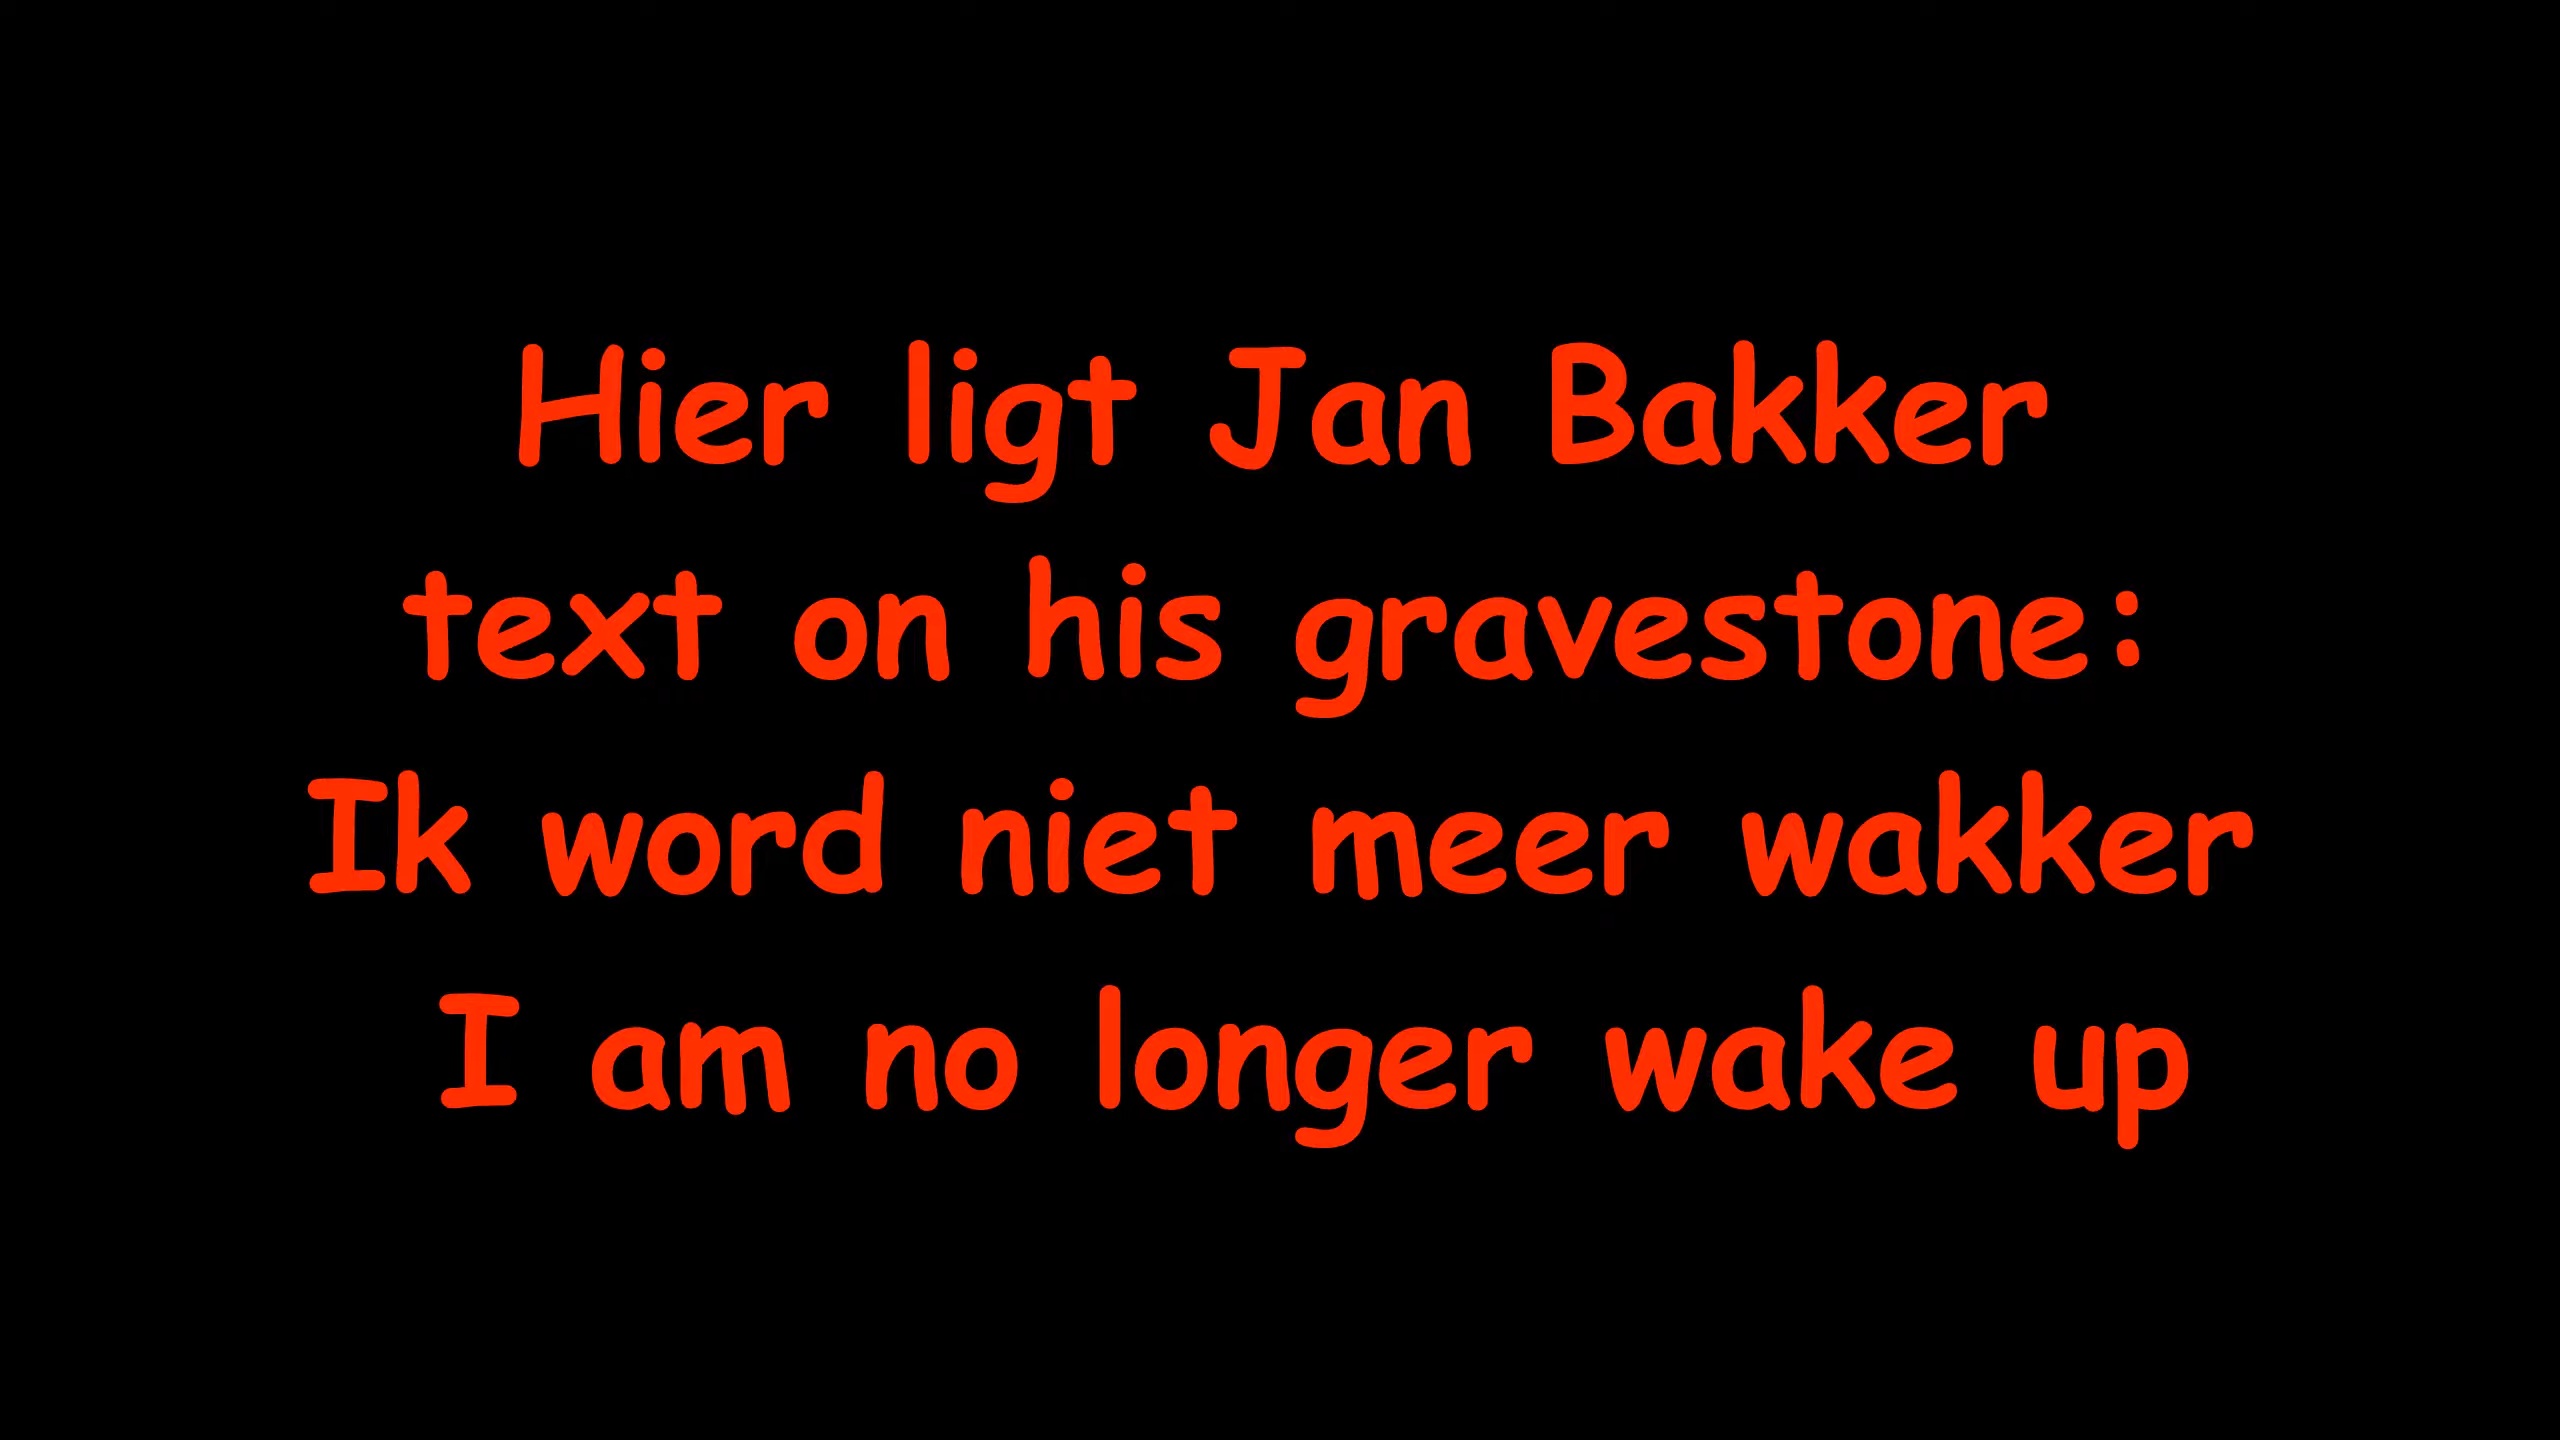 Hier ligt Jan Bakker
text on his gravestone:
Ik word niet meer wakker
I am no longer wake up